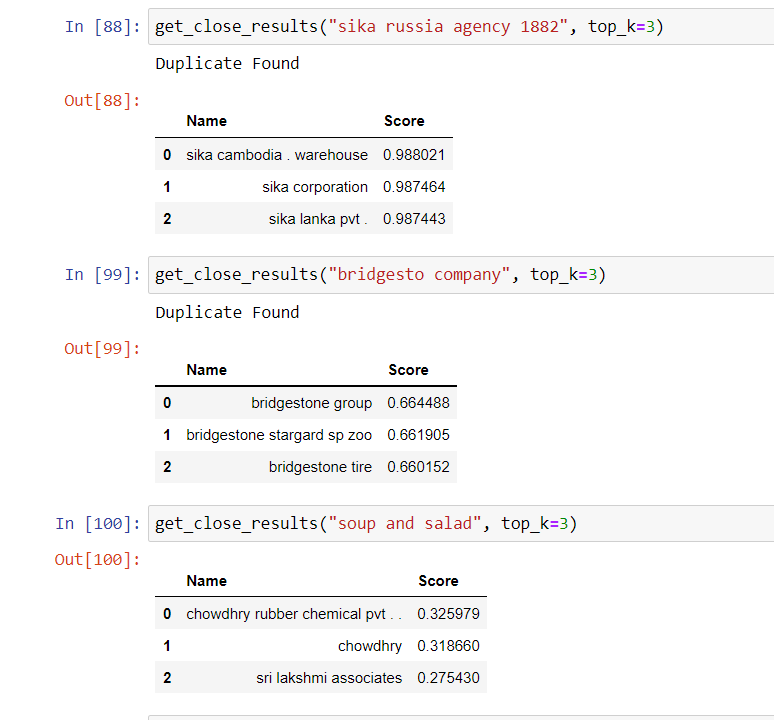 In [88]: get_close_results("sika russia agency 1882", top_k=3)
Duplicate Found
Out[88]:
Name Score
0 sika cambodia . warehouse 0.988021
1 sika corporation 0.987464
2 sika lanka pvt . 0.987443
In [99]: get_close_results("bridgesto company", top_k=3)
Duplicate Found
Out[99]:
Name Score
0 bridgestone group 0.664488
1 bridgestone stargard sp zoo 0.661905
2 bridgestone tire 0.660152
In [100]: get_close_results("soup and salad", top_k=3)
Out[100]:
Name Score
0 chowdhry rubber chemical pvt . . 0.325979
1 chowdhry 0.318660
2 sri lakshmi associates 0.275430